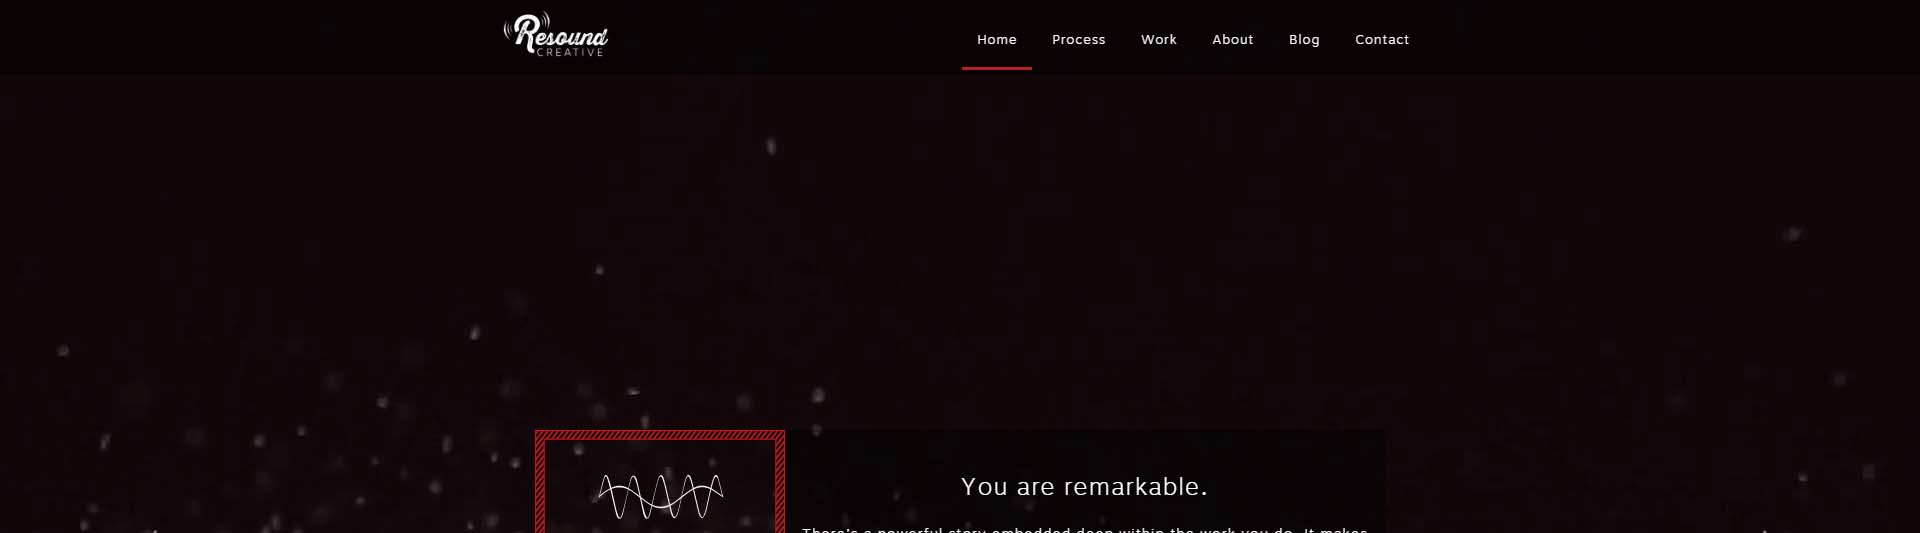 Resound
CREATIVE
Home Process Work About Blog Contact
You are remarkable.
There's a powerful story embedded deep within the work you do. It makes